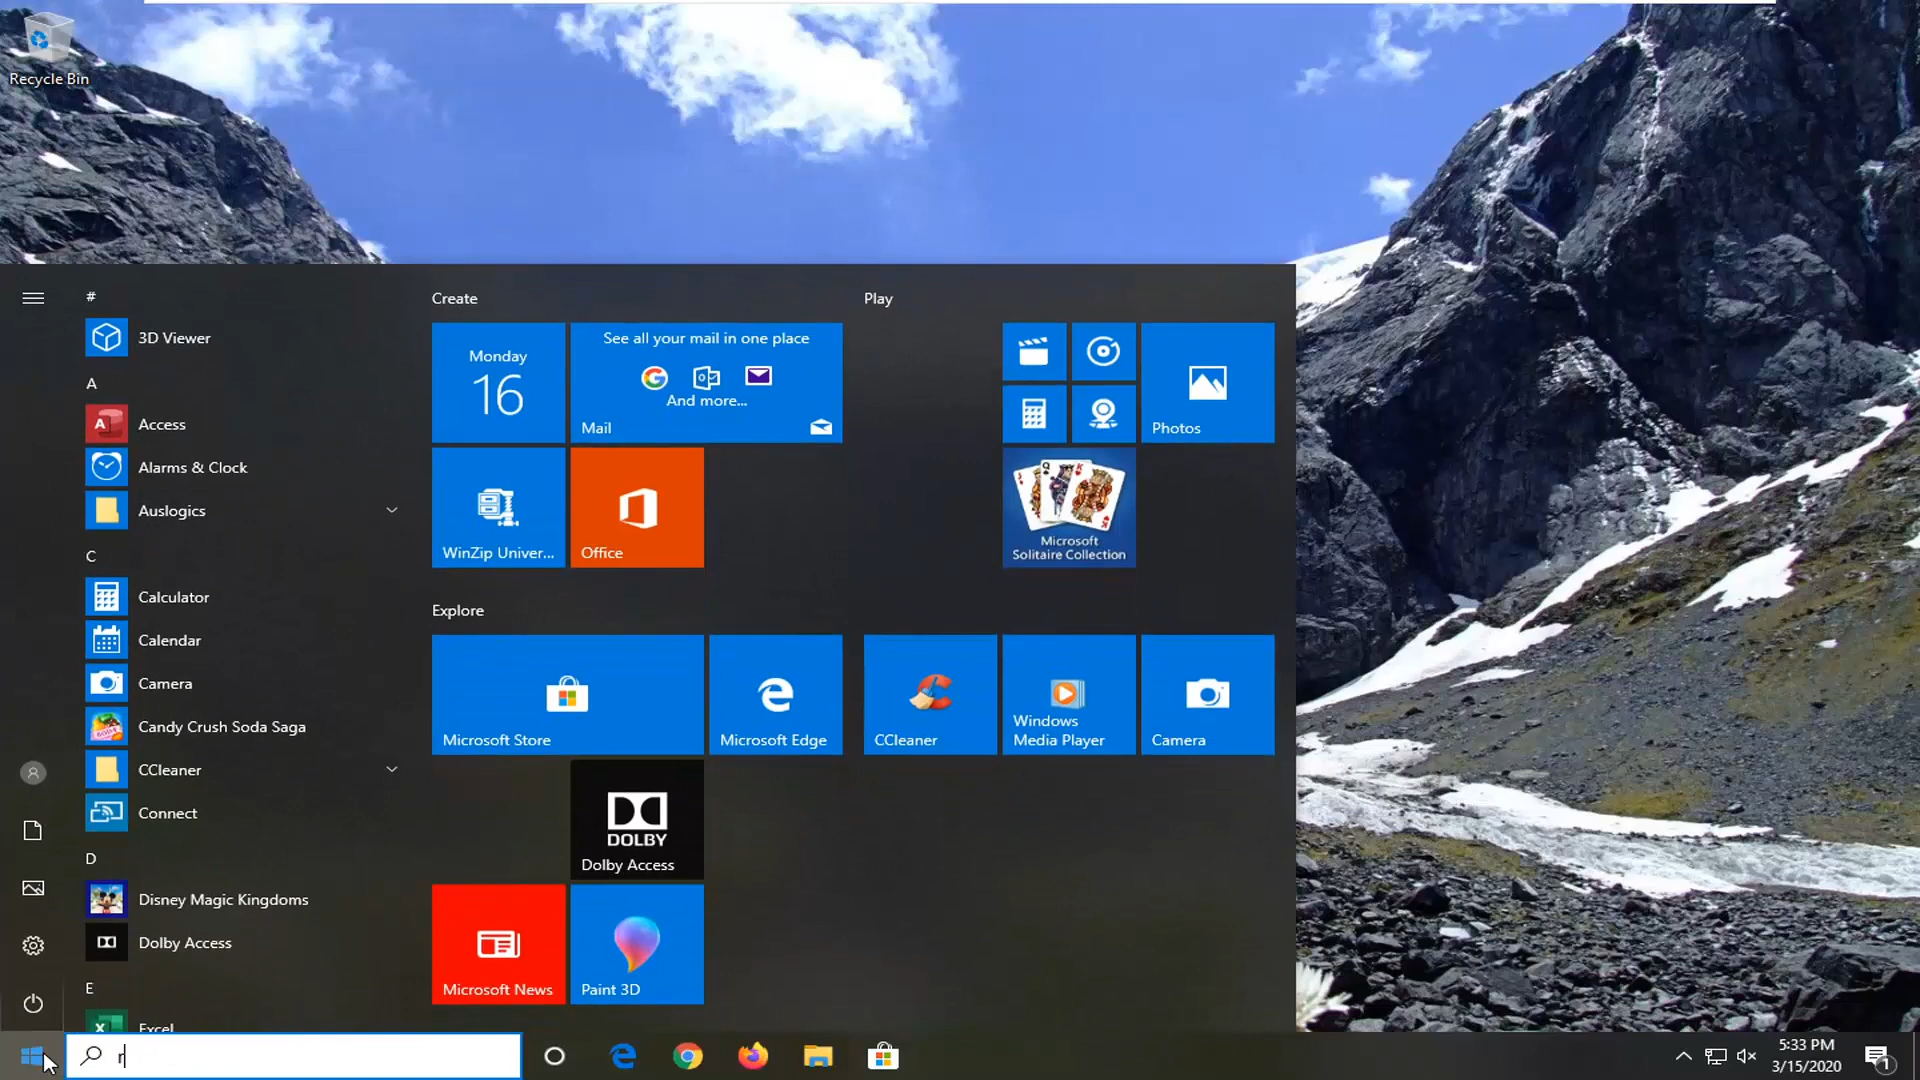 Recycle Bin
#
3D Viewer
A
Access
Alarms & Clock
Auslogics
C
Calculator
Calendar
Camera
Candy Crush Soda Saga
CCleaner
Connect
D
Disney Magic Kingdoms
Dolby Access
E
Excel
Create
Monday
16
See all your mail in one place
And more...
Mail
WinZip Univer...
Office
Explore
Microsoft Store
Microsoft Edge
DOLBY
Dolby Access
Microsoft News
Paint 3D
Play
Photos
Microsoft
Solitaire Collection
CCleaner
Windows
Media Player
Camera
r
5:33 PM
3/15/2020
1